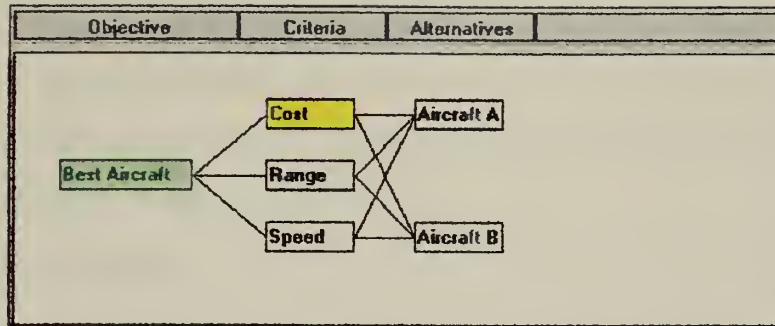 Objective Criteria Alternatives
Cost Aircraft A
Best Aircraft Range
Speed Aircraft B